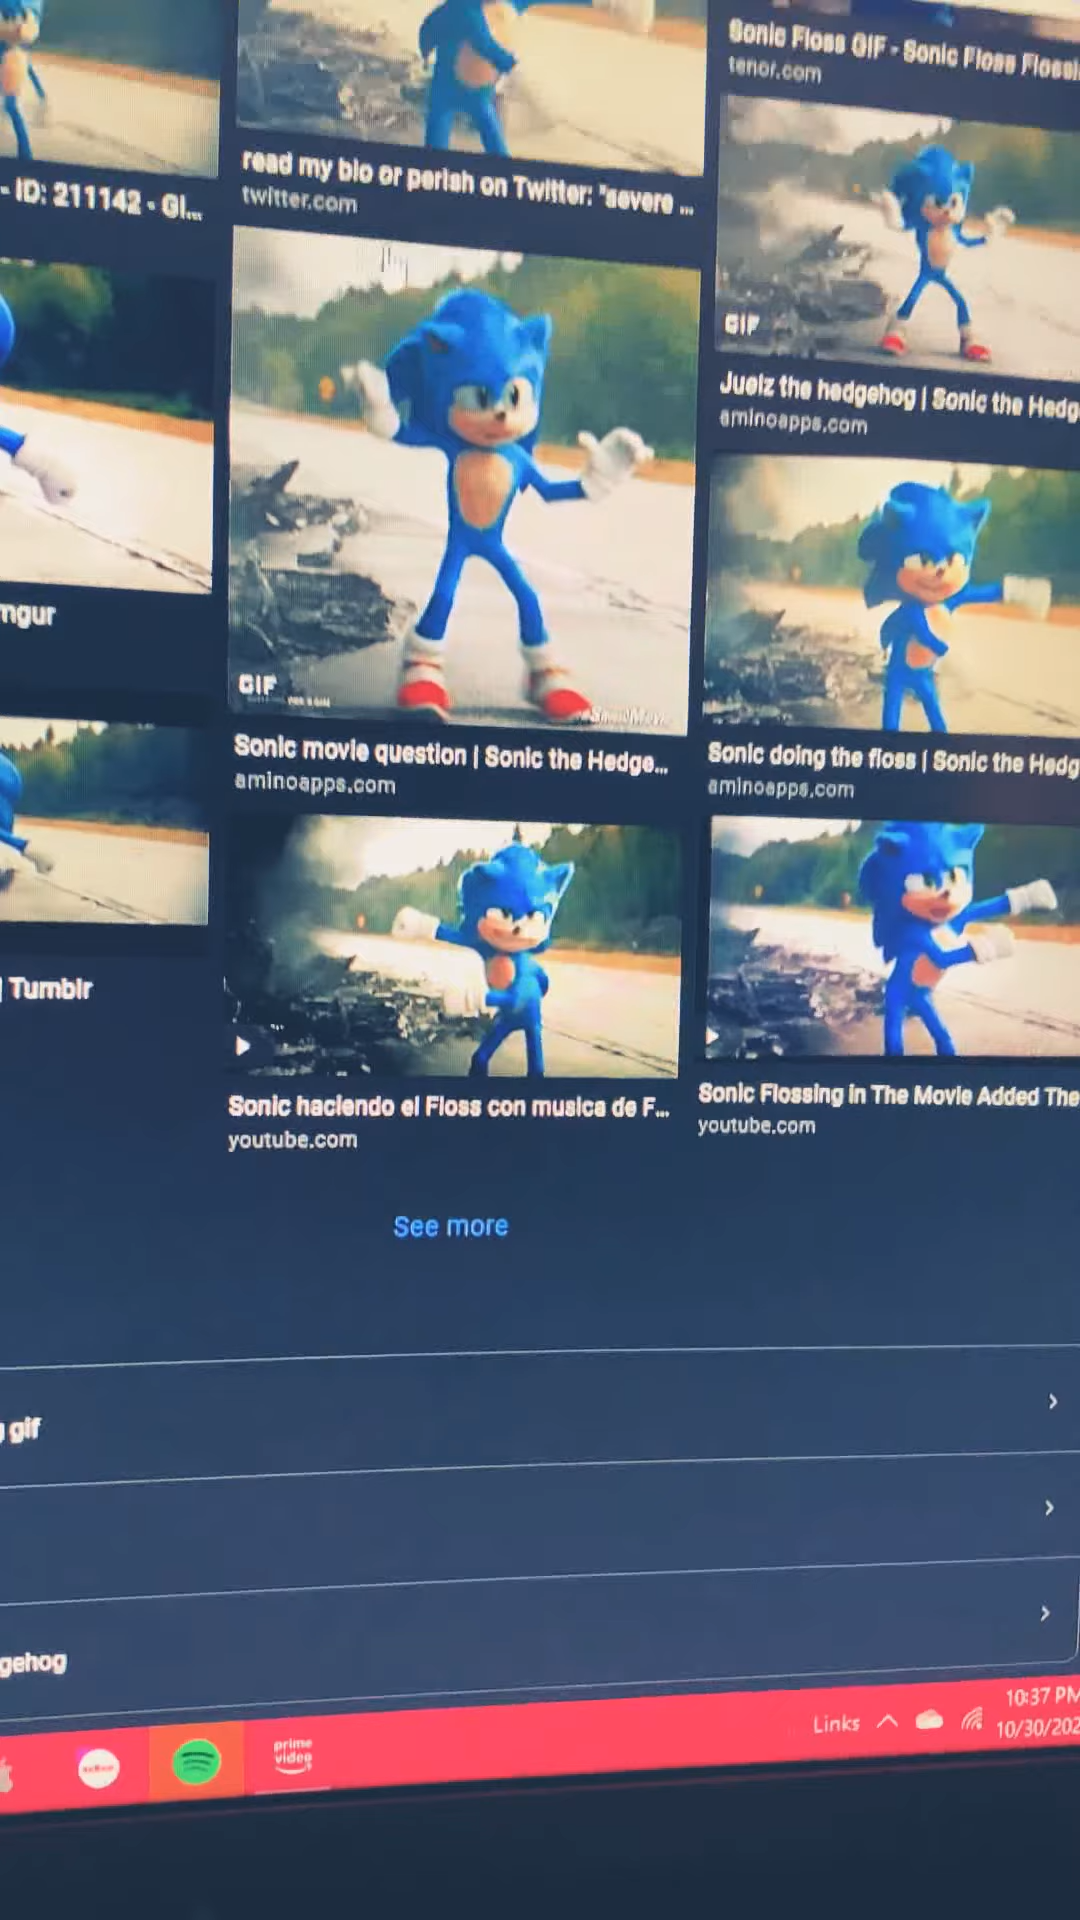 Sonic Floss GIF - Sonic Floss Flossi
tenor.com
- ID: 211142 - GI...
read my bio or perish on Twitter: "severe ...
twitter.com
GIF
Juelz the hedgehog | Sonic the Hedg
aminoapps.com
mgur
GIF
Sonic movie question | Sonic the Hedge...
aminoapps.com
Sonic doing the floss | Sonic the Hedg
aminoapps.com
| Tumblr
Sonic haciendo el Floss con musica de F...
youtube.com
Sonic Flossing in The Movie Added The
youtube.com
See more
gif
gehog
Links
10:37 PM
10/30/202
prime
video